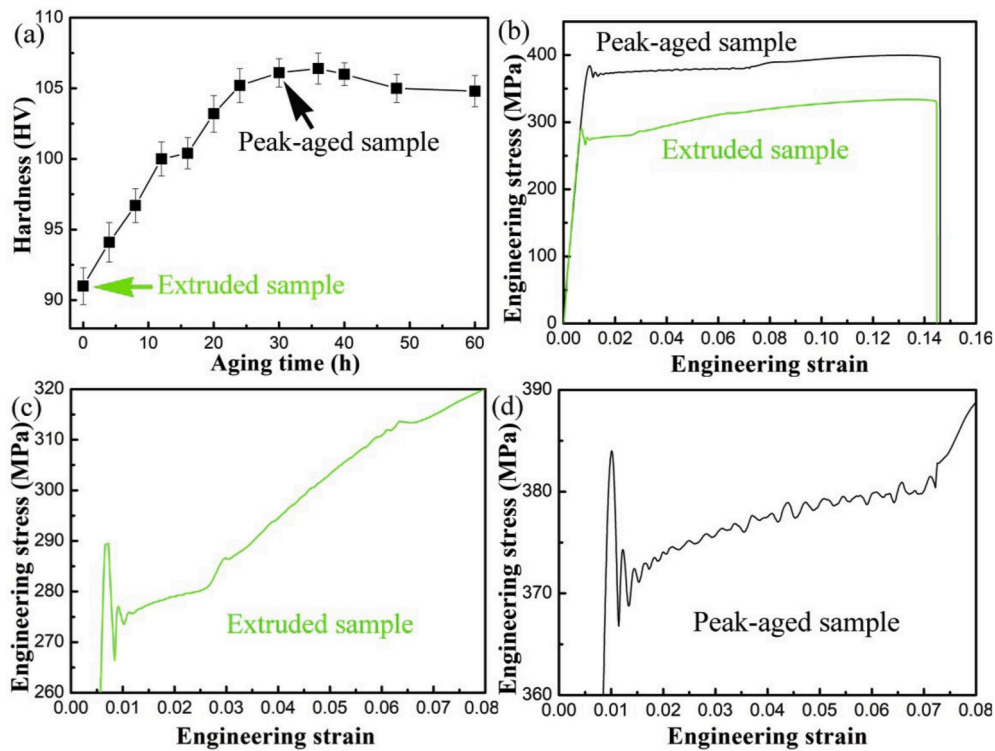 (a)
Hardness (HV)
110
105
100
95
90
0 10 20 30 40 50 60
Aging time (h)
Peak-aged sample
Extruded sample
(b)
Engineering stress (MPa)
400
300
200
100
0
0.00 0.02 0.04 0.06 0.08 0.10 0.12 0.14 0.16
Engineering strain
Peak-aged sample
Extruded sample
(c)
Engineering stress (MPa)
320
310
300
290
280
270
260
0.00 0.01 0.02 0.03 0.04 0.05 0.06 0.07 0.08
Engineering strain
Extruded sample
(d)
Engineering stress (MPa)
390
380
370
360
0.00 0.01 0.02 0.03 0.04 0.05 0.06 0.07 0.08
Engineering strain
Peak-aged sample